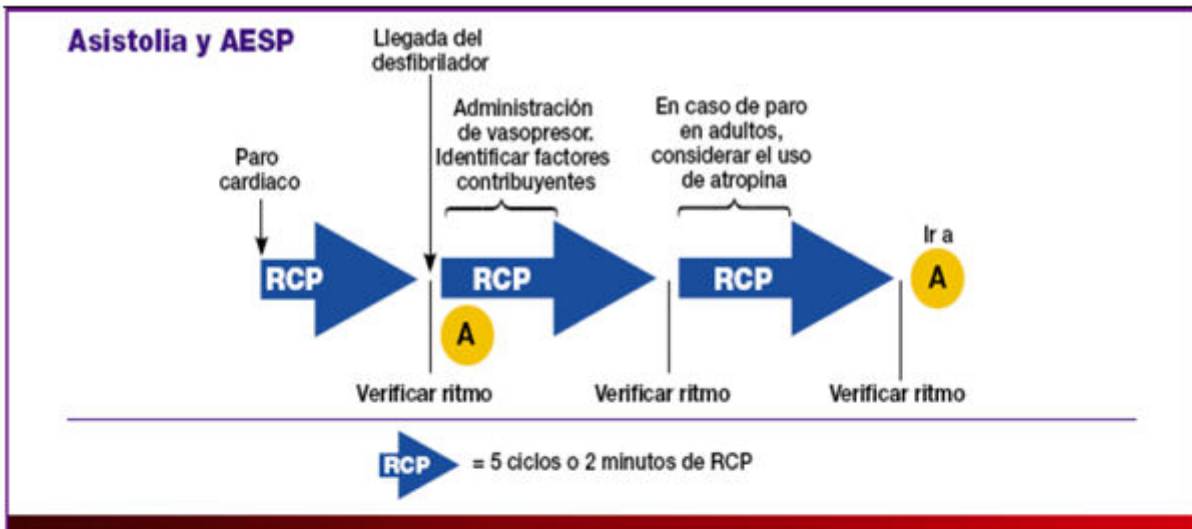 Asistolia y AESP
Llegada del
desfibrilador
Paro
cardiaco
Administración
de vasopresor.
Identificar factores
contribuyentes
En caso de paro
en adultos,
considerar el uso
de atropina
Ir a
A
RCP
RCP
RCP
A
Verificar ritmo
Verificar ritmo
Verificar ritmo
RCP
= 5 ciclos o 2 minutos de RCP